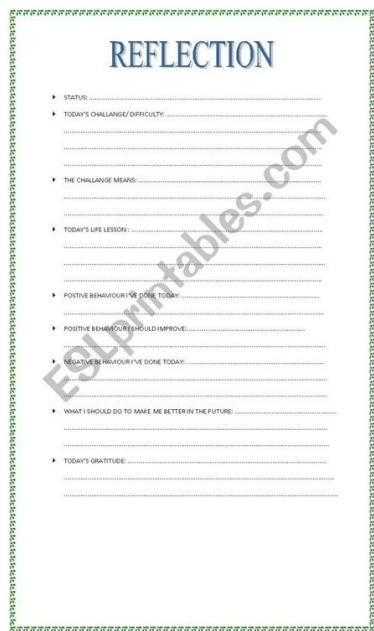 REFLECTION
STATUS: ........................................................................................................
TODAY'S CHALLANGE/ DIFFICULTY: ........................................................................
THE CHALLANGE MEANS: ..................................................................................
TODAY'S LIFE LESSON : .....................................................................................
POSTIVE BEHAVIOUR I'VE DONE TODAY: ..............................................................
POSITIVE BEHAVIOUR I SHOULD IMPROVE:.....................................................
NEGATIVE BEHAVIOUR I'VE DONE TODAY:..............................................................
WHAT I SHOULD DO TO MAKE ME BETTER IN THE FUTURE: ..............................................
TODAY'S GRATITUDE: .........................................................................................
ESLprintables.com